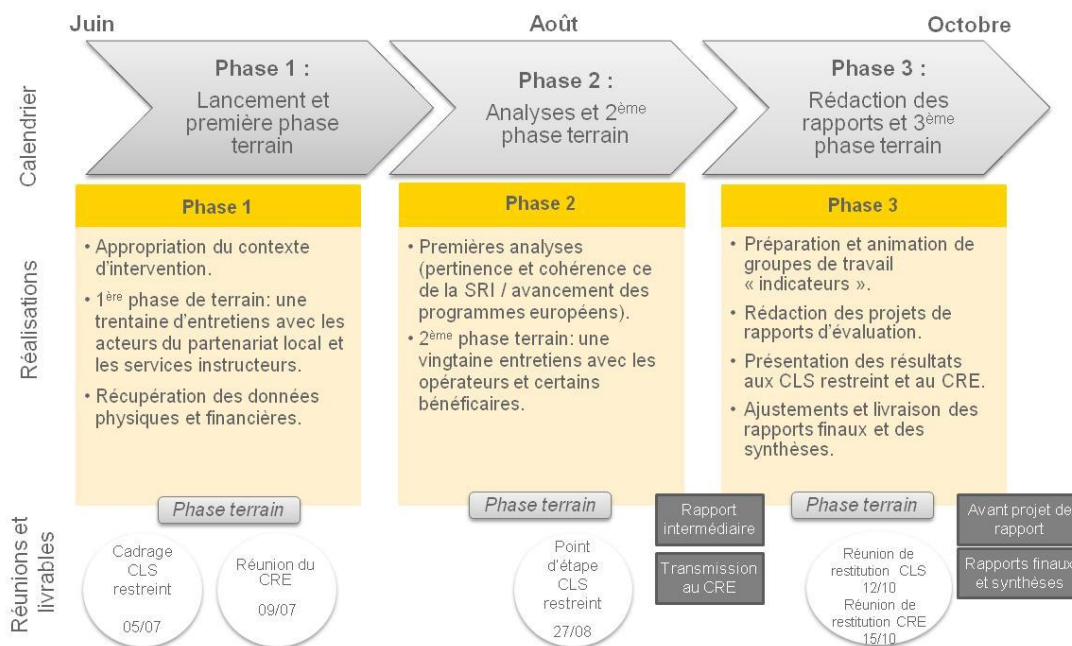 Juin
Août
Octobre
Calendrier
Phase 1 :
Lancement et
première phase
terrain
Phase 2 :
Analyses et 2ème
phase terrain
Phase 3 :
Rédaction des
rapports et 3ème
phase terrain
Réalisations
Phase 1
• Appropriation du contexte
d'intervention.
• 1ère phase de terrain: une
trentaine d'entretiens avec les
acteurs du partenariat local et
les services instructeurs.
• Récupération des données
physiques et financières.
Phase 2
• Premières analyses
(pertinence et cohérence ce
de la SRI / avancement des
programmes européens).
• 2ème phase terrain: une
vingtaine entretiens avec les
opérateurs et certains
bénéficaires.
Phase 3
• Préparation et animation de
groupes de travail
« indicateurs ».
• Rédaction des projets de
rapports d'évaluation.
• Présentation des résultats
aux CLS restreint et au CRE.
• Ajustements et livraison des
rapports finaux et des
synthèses.
Réunions et
livrables
Phase terrain
Cadrage
CLS
restreint
05/07
Réunion du
CRE
09/07
Phase terrain
Point
d'étape
CLS
restreint
27/08
Rapport
intermédiaire
Transmission
au CRE
Phase terrain
Réunion de
restitution CLS
12/10
Réunion de
restitution CRE
15/10
Avant projet de
rapport
Rapports finaux
et synthèses